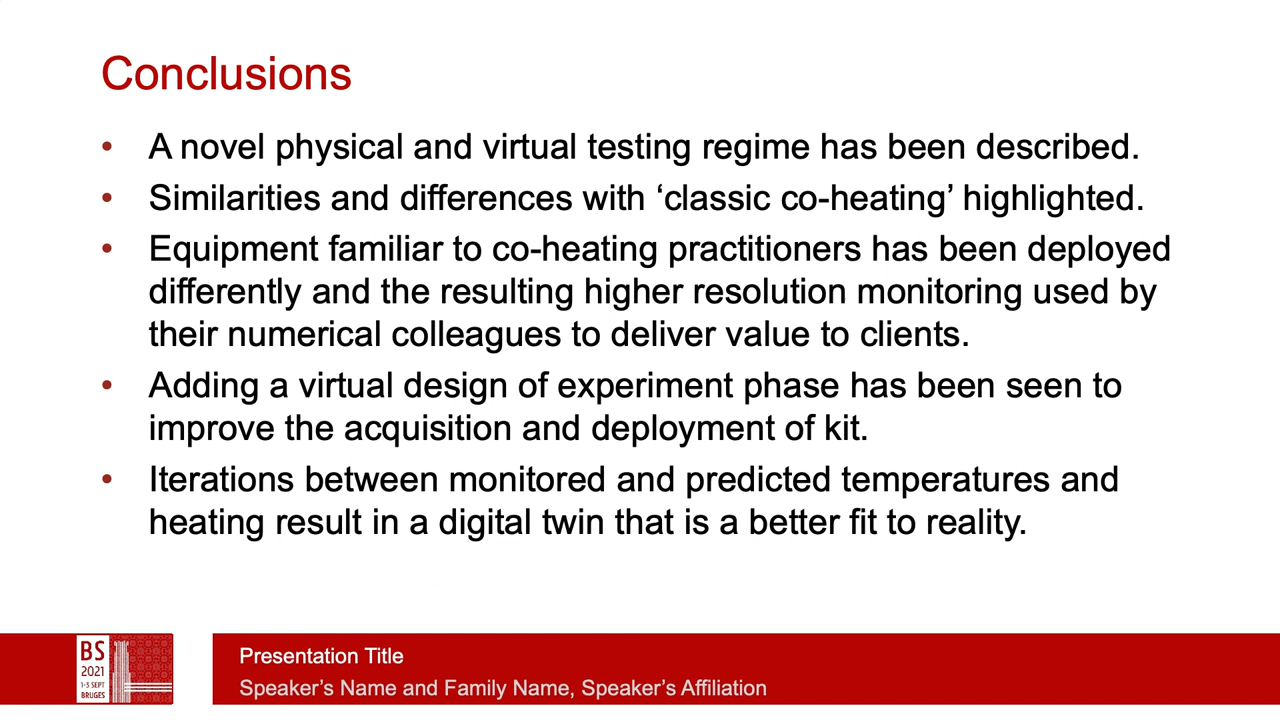 Conclusions
• A novel physical and virtual testing regime has been described.
• Similarities and differences with ‘classic co-heating’ highlighted.
• Equipment familiar to co-heating practitioners has been deployed
differently and the resulting higher resolution monitoring used by
their numerical colleagues to deliver value to clients.
• Adding a virtual design of experiment phase has been seen to
improve the acquisition and deployment of kit.
• Iterations between monitored and predicted temperatures and
heating result in a digital twin that is a better fit to reality.
BS
2021
1-3 SEPT
BRUGES
Presentation Title
Speaker’s Name and Family Name, Speaker’s Affiliation